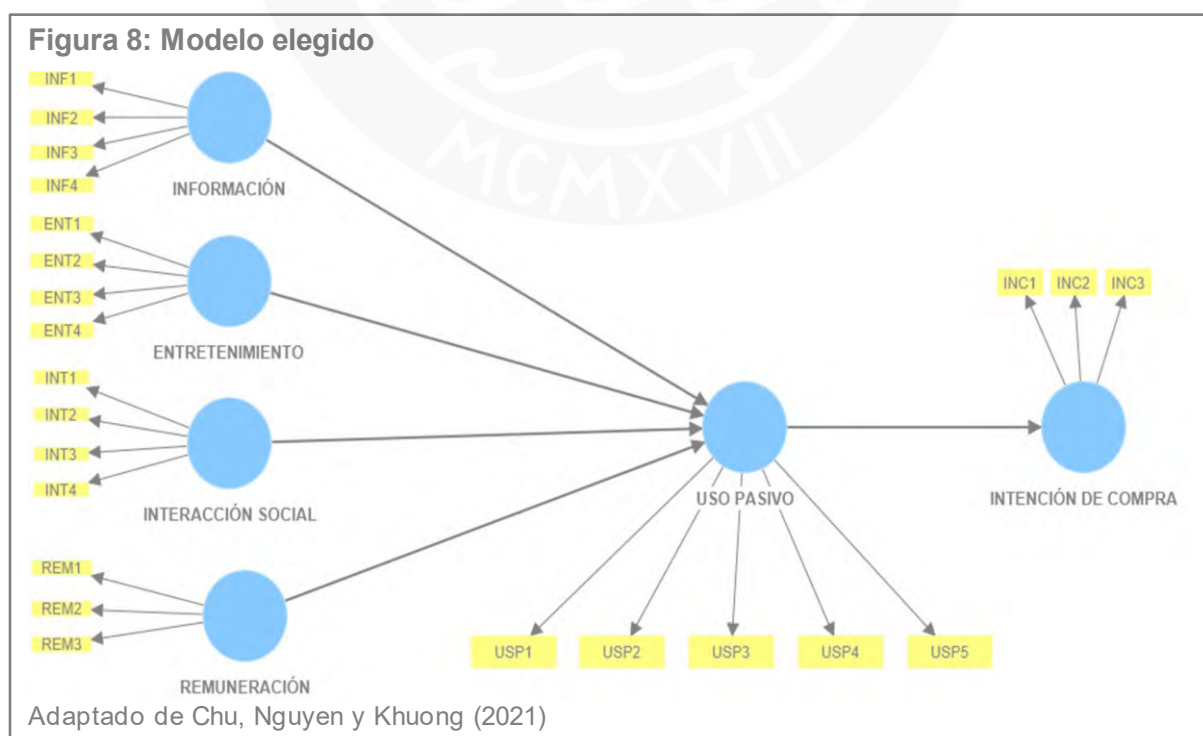 MCMXVII
Figura 8: Modelo elegido
INF1
INF2
INF3
INF4
INFORMACIÓN
ENT1
ENT2
ENT3
ENT4
ENTRETENIMIENTO
INT1
INT2
INT3
INT4
INTERACCIÓN SOCIAL
REM1
REM2
REM3
REMUNERACIÓN
USO PASIVO
USP1 USP2 USP3 USP4 USP5
INC1 INC2 INC3
INTENCIÓN DE COMPRA
Adaptado de Chu, Nguyen y Khuong (2021)